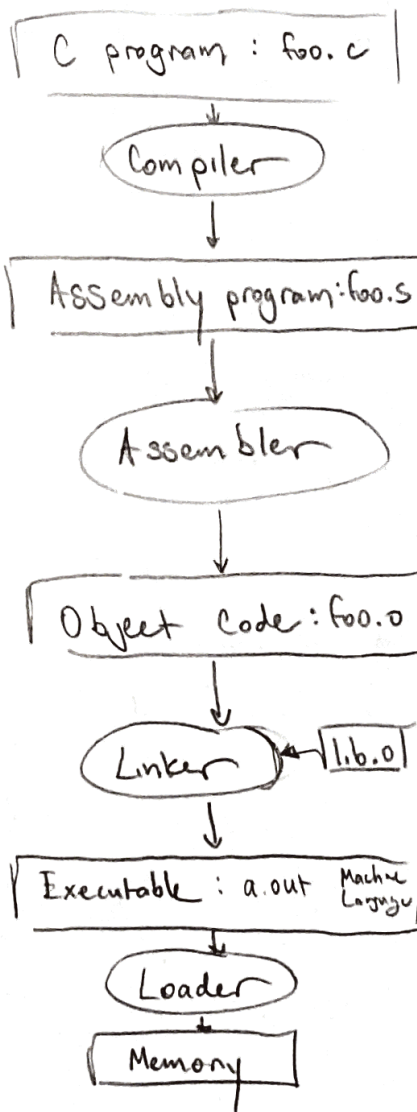 C program : foo.c
Compiler
Assembly program:foo.s
Assembler
Object Code : foo.o
Linker
lib.o
Executable : a.out Machine
Language
Loader
Memory